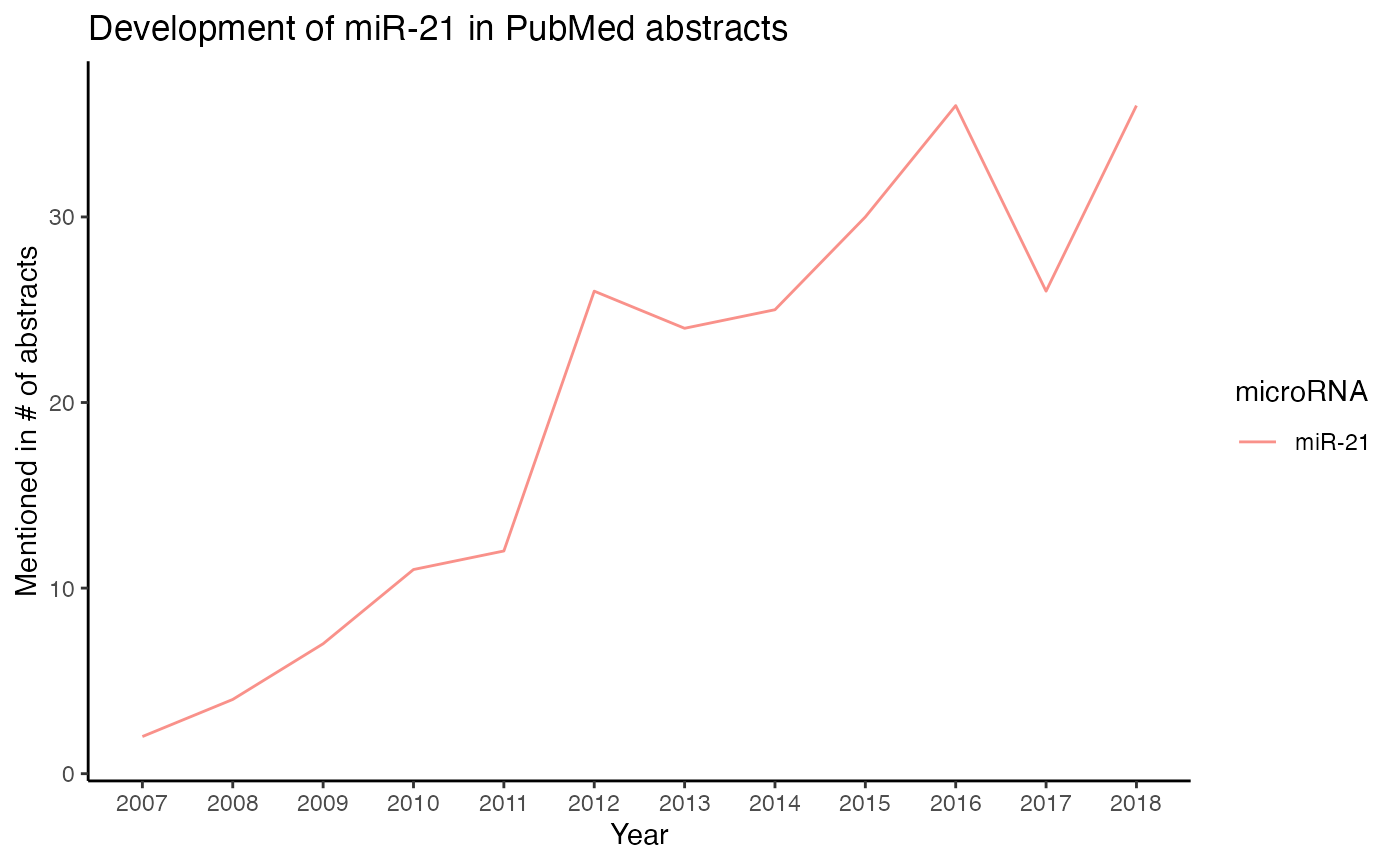 Development of miR-21 in PubMed abstracts
Mentioned in # of abstracts
30
20
10
0
2007 2008 2009 2010 2011 2012 2013 2014 2015 2016 2017 2018
Year
microRNA
miR-21